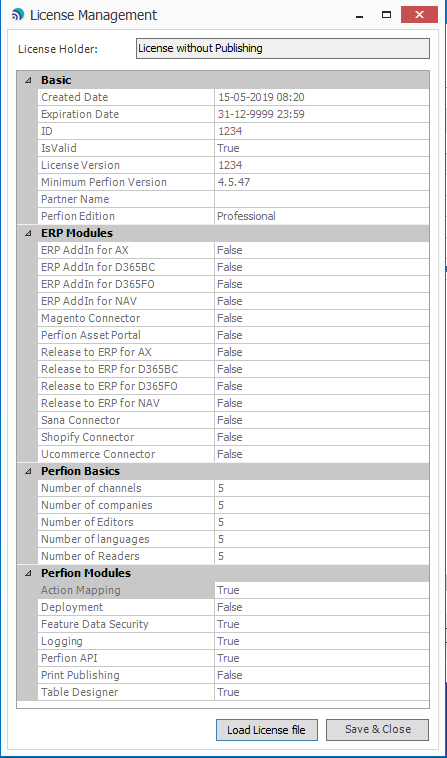 License Management
License Holder: License without Publishing
Basic
Created Date 15-05-2019 08:20
Expiration Date 31-12-9999 23:59
ID 1234
IsValid True
License Version 1234
Minimum Perfion Version 4.5.47
Partner Name
Perfion Edition Professional
ERP Modules
ERP AddIn for AX False
ERP AddIn for D365BC False
ERP AddIn for D365FO False
ERP AddIn for NAV False
Magento Connector False
Perfion Asset Portal False
Release to ERP for AX False
Release to ERP for D365BC False
Release to ERP for D365FO False
Release to ERP for NAV False
Sana Connector False
Shopify Connector False
Ucommerce Connector False
Perfion Basics
Number of channels 5
Number of companies 5
Number of Editors 5
Number of languages 5
Number of Readers 5
Perfion Modules
Action Mapping True
Deployment False
Feature Data Security True
Logging True
Perfion API True
Print Publishing False
Table Designer True
Load License file Save & Close